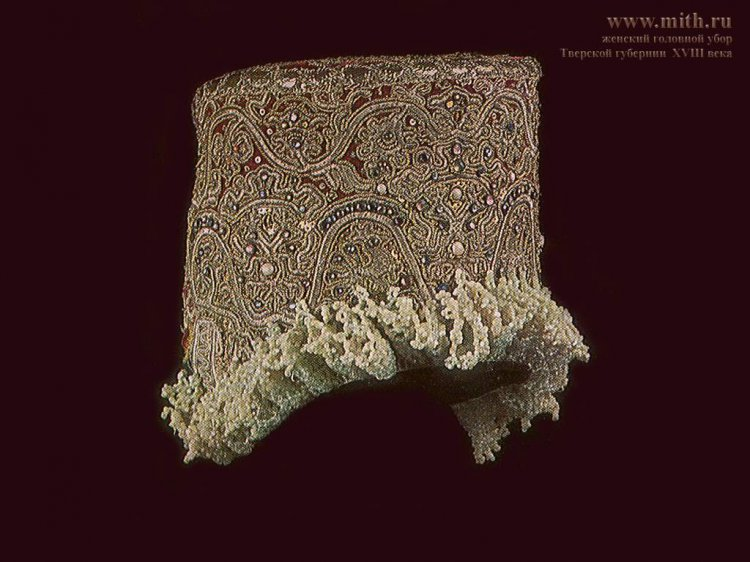 www.mith.ru
женский головной убор
Тверской губернии XVIII века